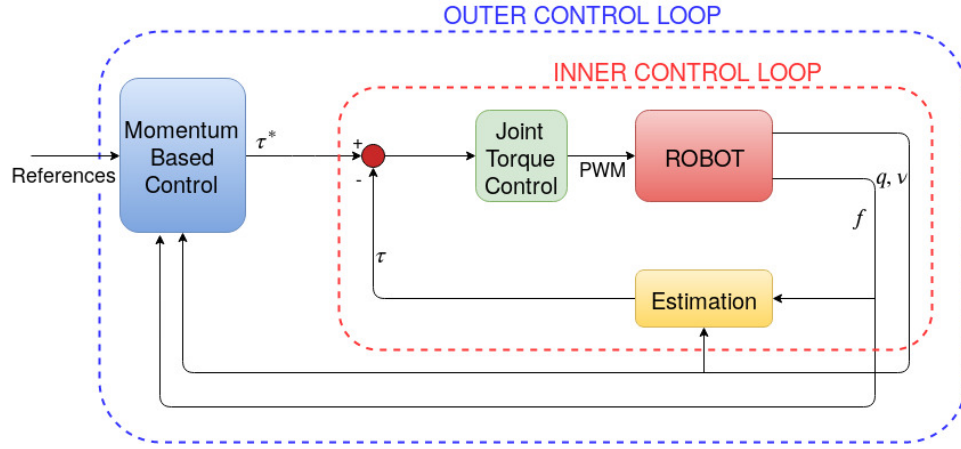 OUTER CONTROL LOOP
INNER CONTROL LOOP
Momentum
Based
Control
References
τ*
+
-
Joint
Torque
Control
PWM
ROBOT
q, ν
f
τ
Estimation